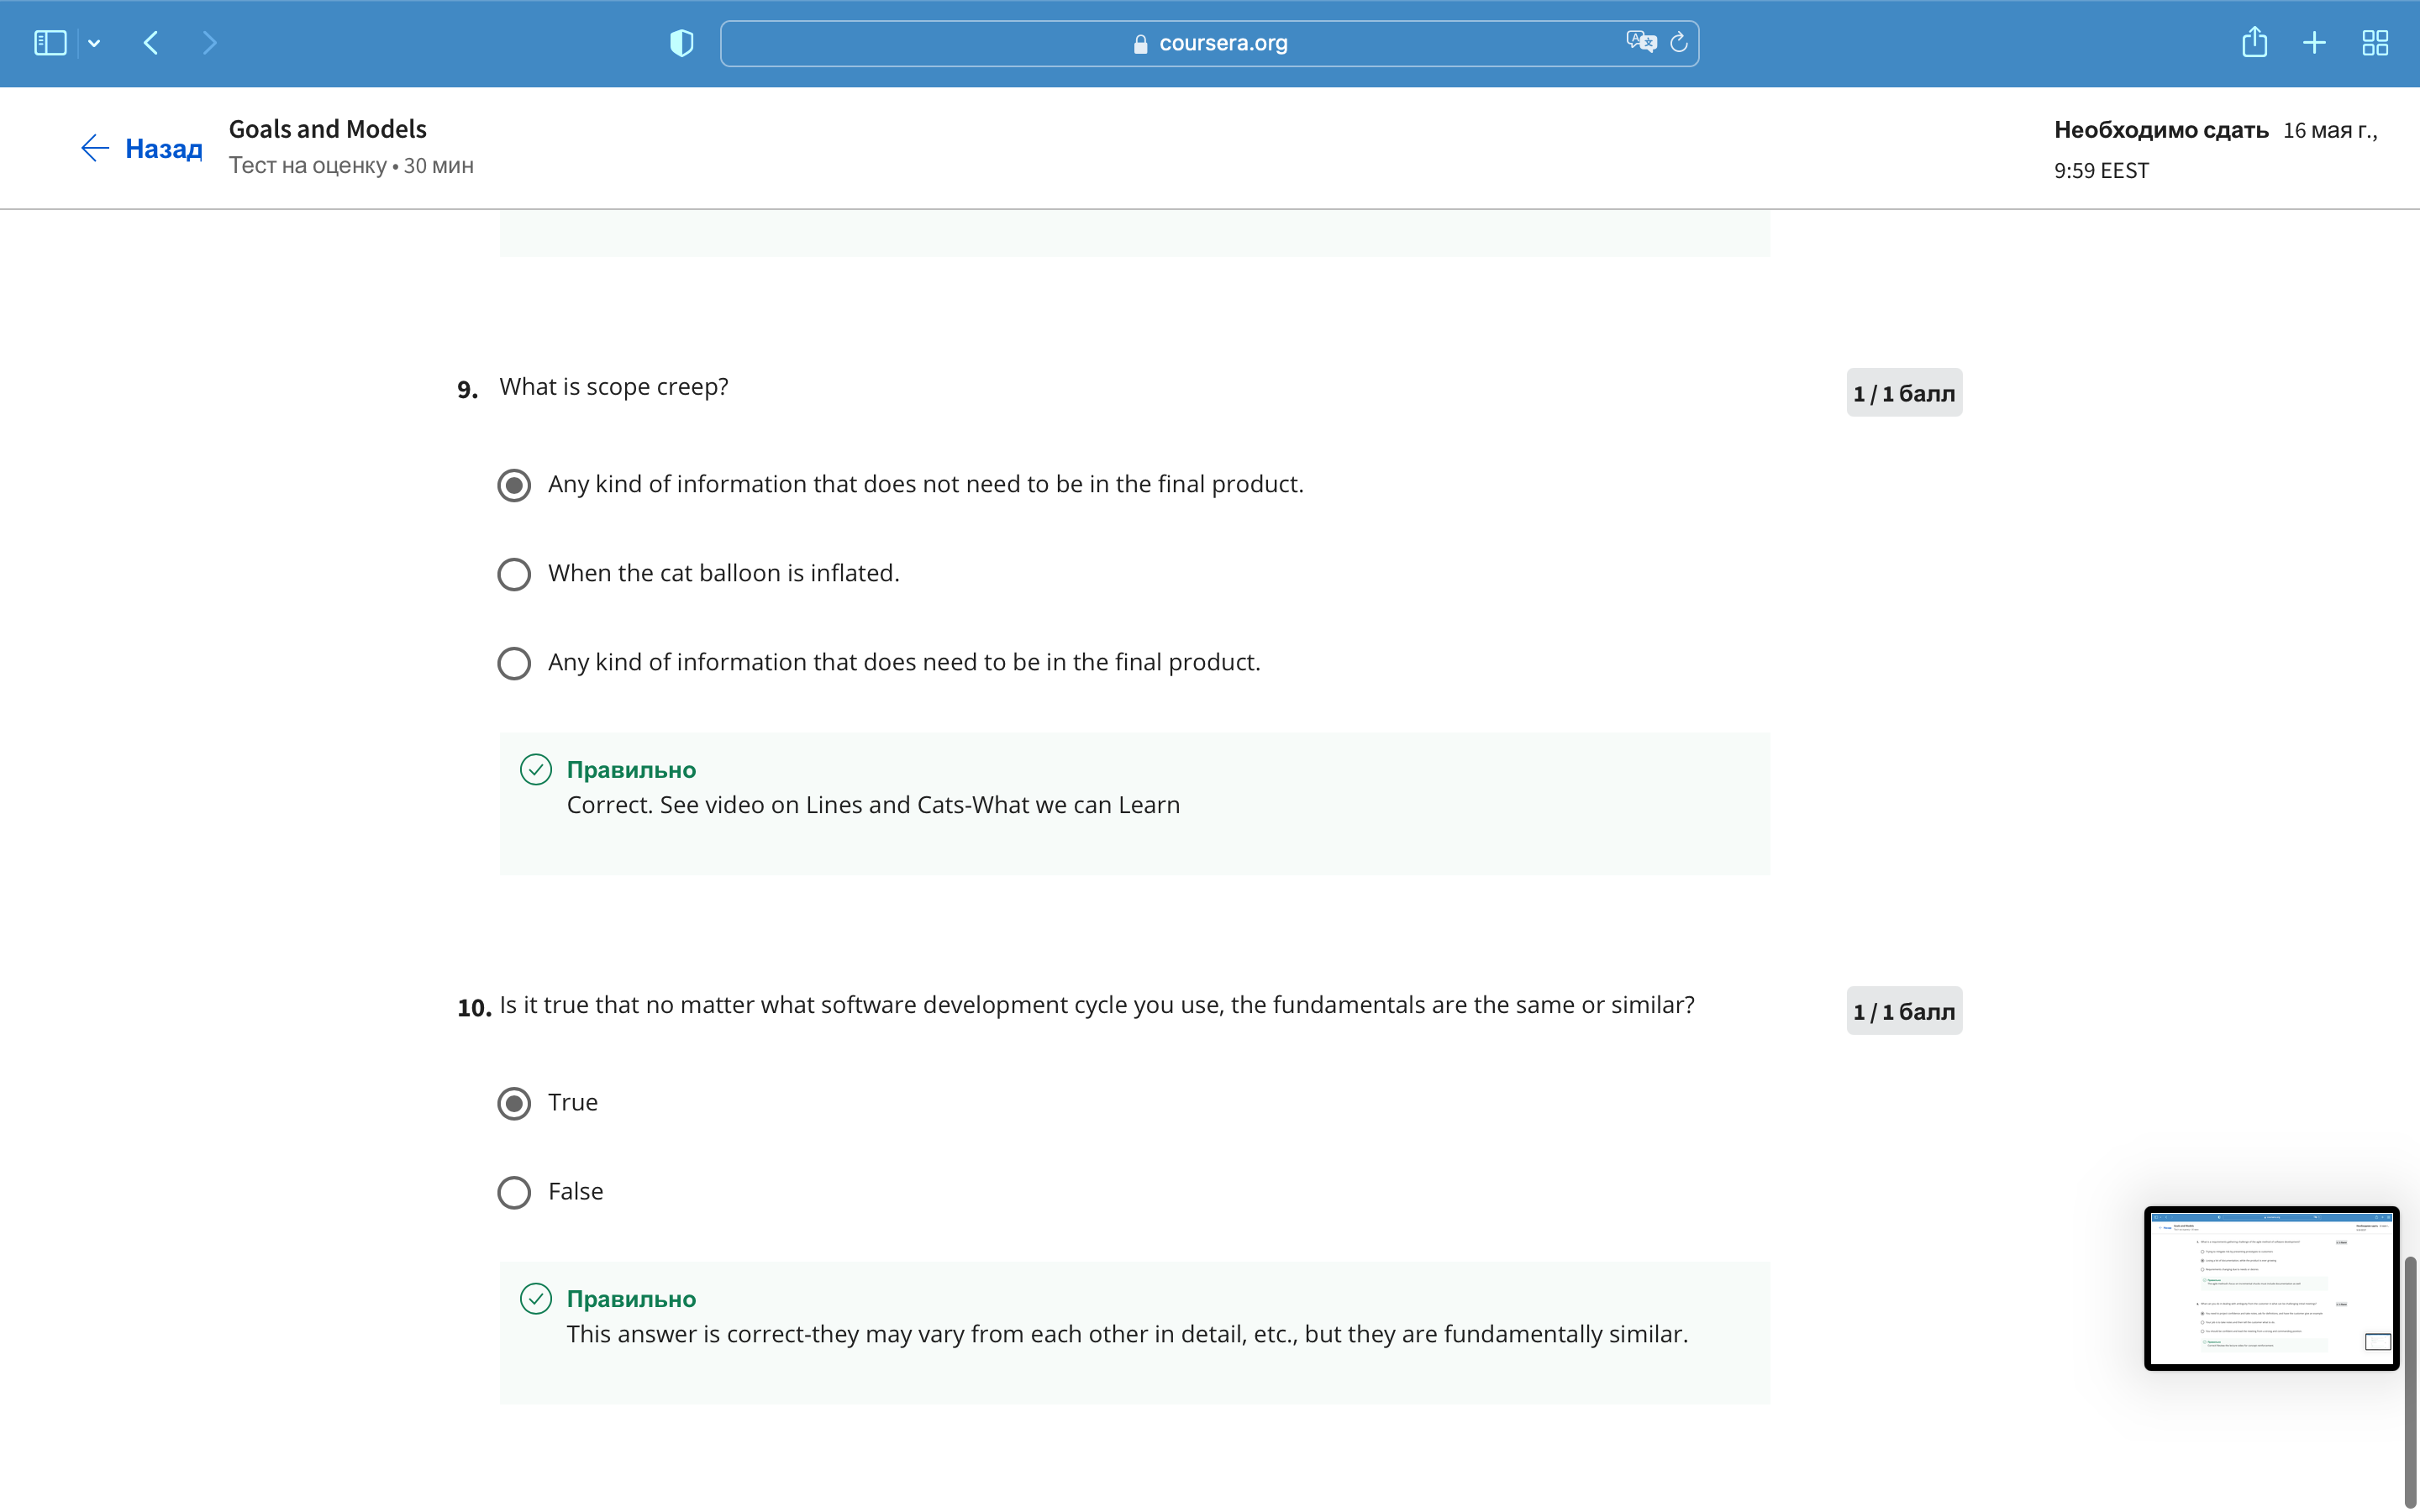 coursera.org
Назад
Goals and Models
Тест на оценку • 30 мин
Необходимо сдать 16 мая г.,
9:59 EEST
9. What is scope creep?
1 / 1 балл
Any kind of information that does not need to be in the final product.
When the cat balloon is inflated.
Any kind of information that does need to be in the final product.
Правильно
Correct. See video on Lines and Cats-What we can Learn
10. Is it true that no matter what software development cycle you use, the fundamentals are the same or similar?
1 / 1 балл
True
False
Правильно
This answer is correct-they may vary from each other in detail, etc., but they are fundamentally similar.